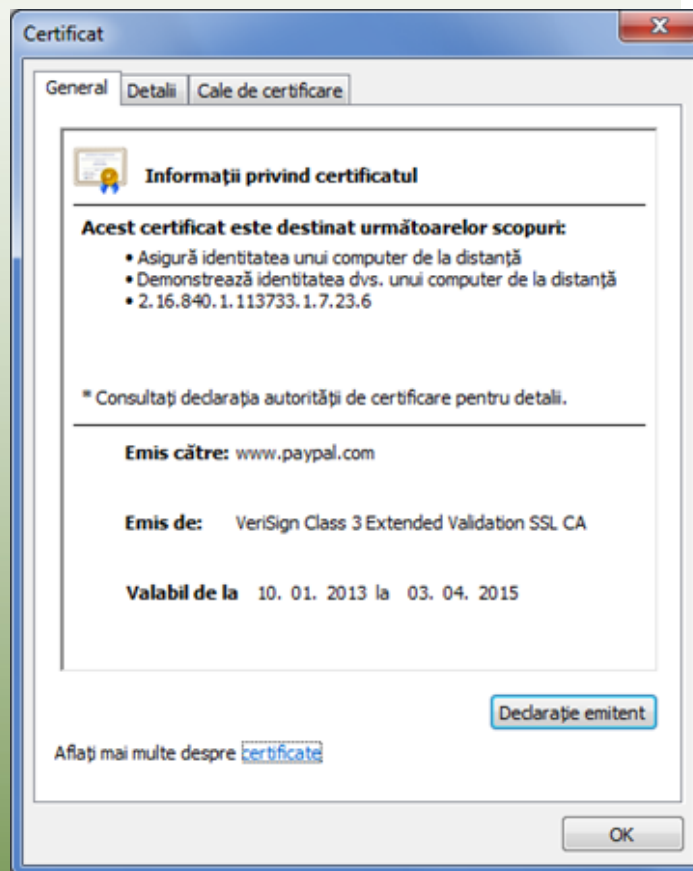 Certificat
General Detalii Cale de certificare
Informații privind certificatul
Acest certificat este destinat următoarelor scopuri:
• Asigură identitatea unui computer de la distanță
• Demonstrează identitatea dvs. unui computer de la distanță
• 2.16.840.1.113733.1.7.23.6
* Consultați declarația autorității de certificare pentru detalii.
Emis către: www.paypal.com
Emis de: VeriSign Class 3 Extended Validation SSL CA
Valabil de la 10. 01. 2013 la 03. 04. 2015
Declarație emitent
Aflați mai multe despre certificate
OK